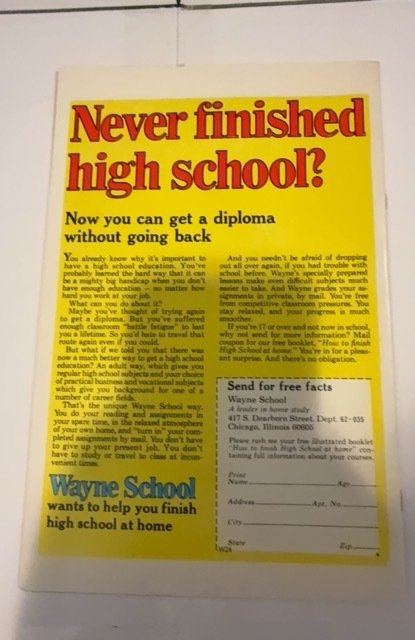 Never finished
high school?
Now you can get a diploma
without going back
You already know why it's important to
have a high school education. You've
probably learned the hard way that it can
be a mighty big handicap when you don't
have enough education — no matter how
hard you work at your job.
What can you do about it?
Maybe you've thought of trying again
to get a diploma. But you've suffered
enough classroom "battle fatigue" to last
you a lifetime. So you'd hate to travel that
route again even if you could.
But what if we told you that there was
now a much better way to get a high school
education? An adult way, which gives you
regular high school subjects and your choice
of practical business and vocational subjects
which give you background for one of a
number of career fields.
That's the unique Wayne School way.
You do your reading and assignments in
your spare time, in the relaxed atmosphere
of your own home, and "turn in" your com-
pleted assignments by mail. You don't have
to give up your present job. You don't
have to study or travel to class at incon-
venient times.
Wayne School
wants to help you finish
high school at home
And you needn't be afraid of dropping
out all over again, if you had trouble with
school before. Wayne's specially prepared
lessons make even difficult subjects much
easier to take. And Wayne grades your as-
signments in private, by mail. You're free
from competitive classroom pressures. You
stay relaxed, and your progress is much
smoother.
If you're 17 or over and not now in school,
why not send for more information? Mail
coupon for our free booklet, "How to finish
High School at home." You're in for a pleas-
ant surprise. And there's no obligation.
Send for free facts
Wayne School
A leader in home study
417 S. Dearborn Street, Dept. 62-035
Chicago, Illinois 60605
Please rush me your free illustrated booklet
"How to finish High School at home" con-
taining full information about your courses.
Print
Name Age
Address Apt. No.
City
State Zip
W24